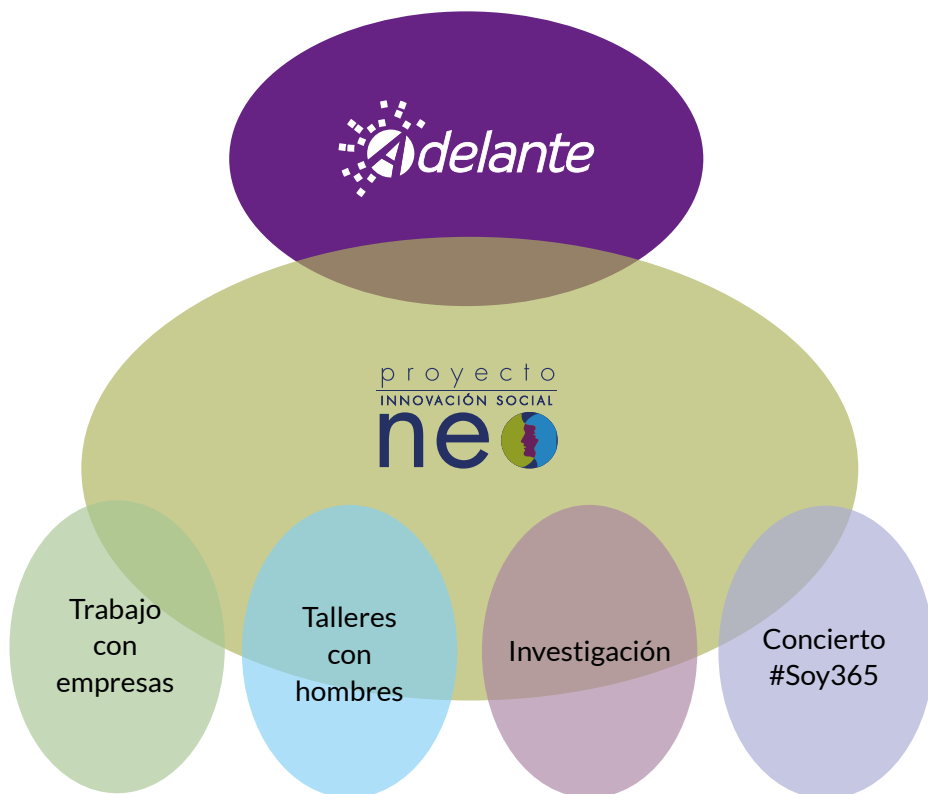 Adelante
proyecto
INNOVACIÓN SOCIAL
neo
Trabajo
con
empresas
Talleres
con
hombres
Investigación
Concierto
#Soy365